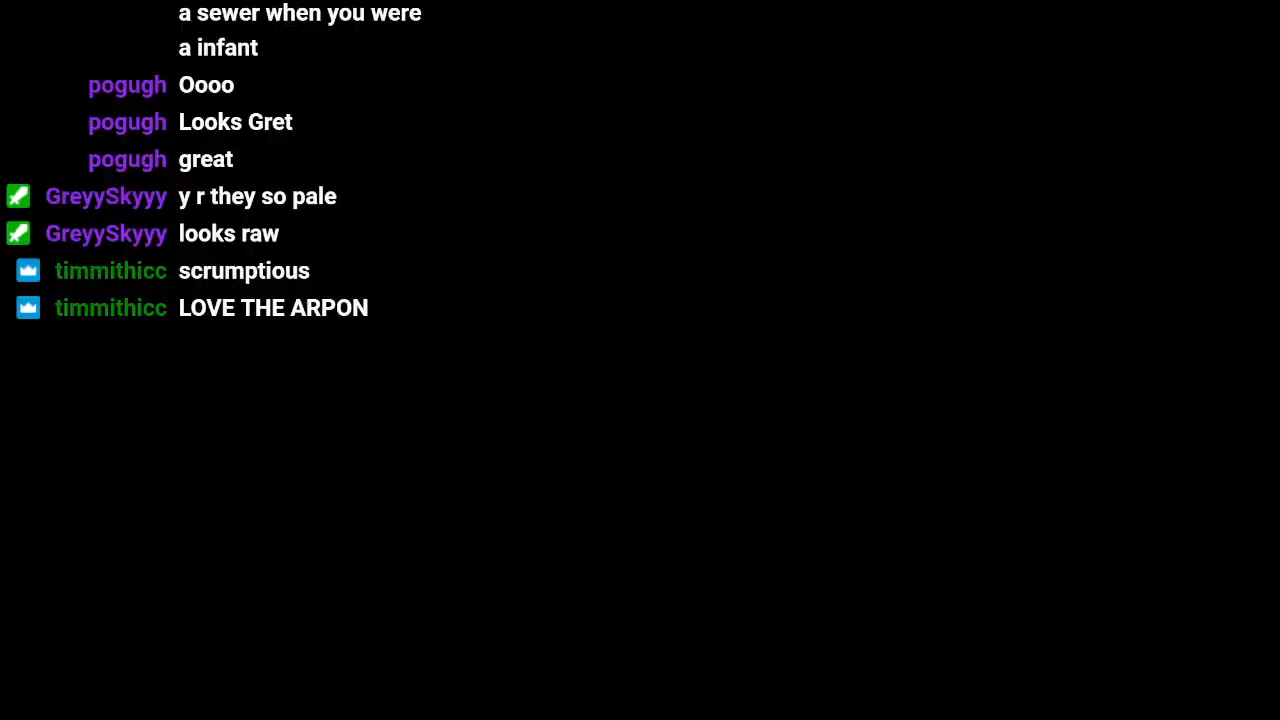 a sewer when you were
a infant
pogugh Oooo
pogugh Looks Gret
pogugh great
GreyySkyyy y r they so pale
GreyySkyyy looks raw
timmithicc scrumptious
timmithicc LOVE THE ARPON